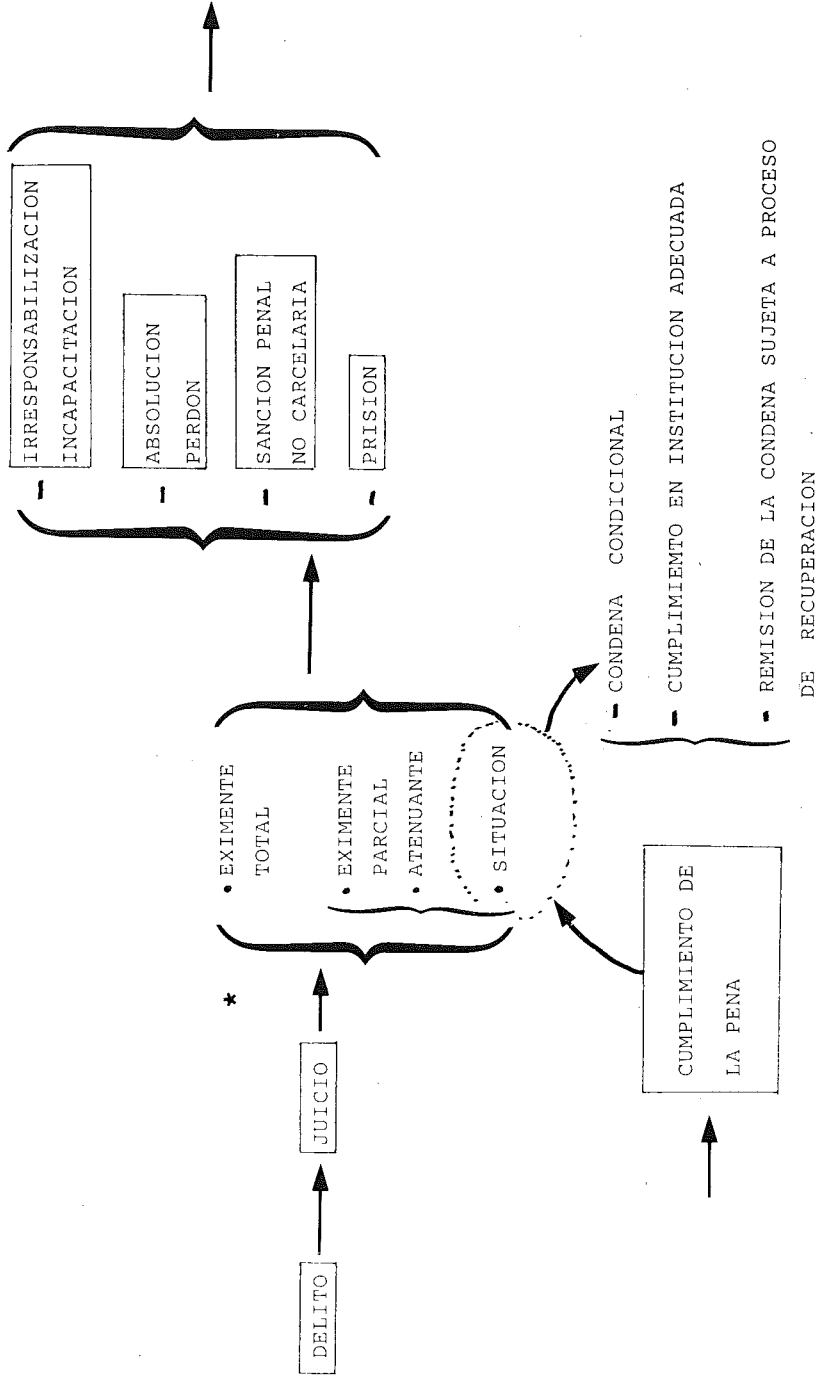 DELITO
JUICIO
*
• EXIMENTE
TOTAL
• EXIMENTE
PARCIAL
• ATENUANTE
• SITUACION
- IRRESPONSABILIZACION
INCAPACITACION
- ABSOLUCION
PERDON
- SANCION PENAL
NO CARCELARIA
- PRISION
CUMPLIMIENTO DE
LA PENA
- CONDENA CONDICIONAL
- CUMPLIMIEMTO EN INSTITUCION ADECUADA
- REMISION DE LA CONDENA SUJETA A PROCESO
DE RECUPERACION